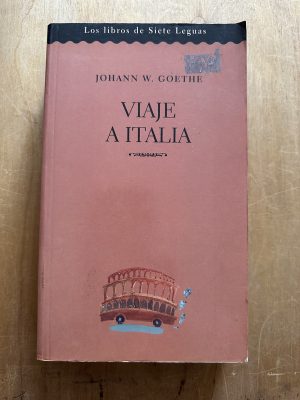 Los libros de Siete Leguas
JOHANN W. GOETHE
VIAJE
A ITALIA